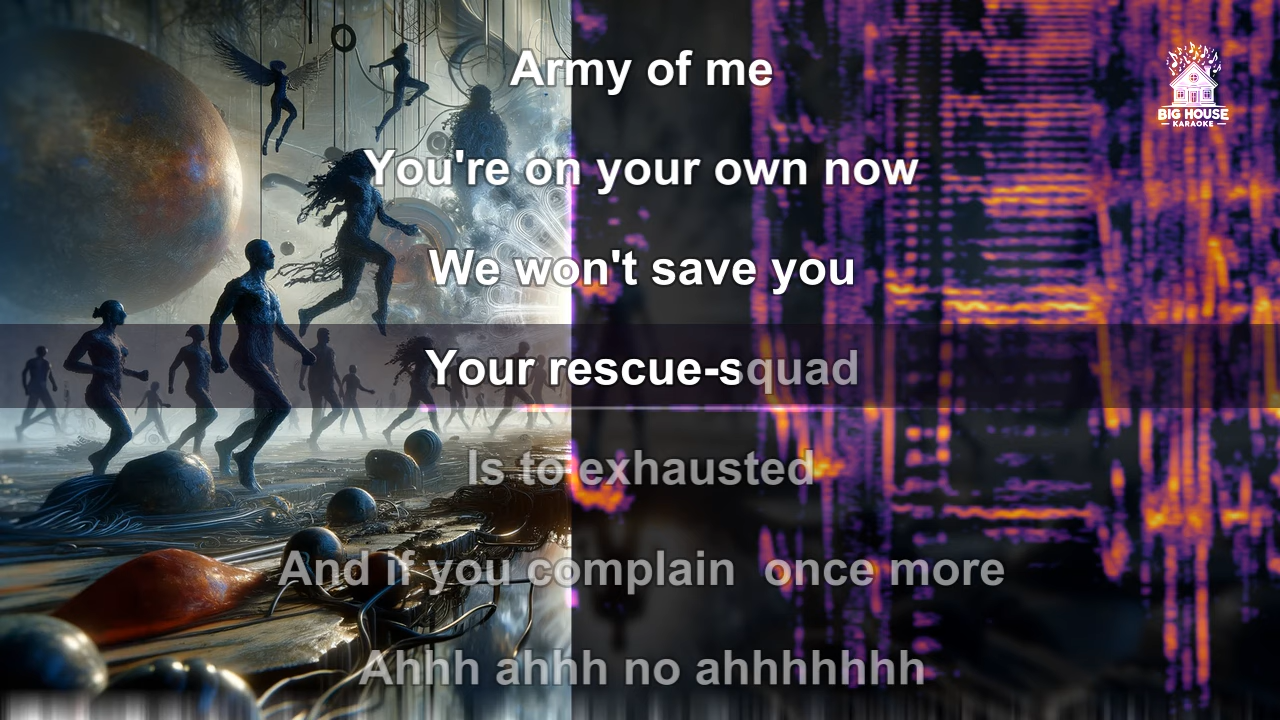 Army of me
BIG HOUSE
KARAOKE
You're on your own now
We won't save you
Your rescue-squad
Is to exhausted
And if you complain  once more
Ahhh ahhh no ahhhhhhh